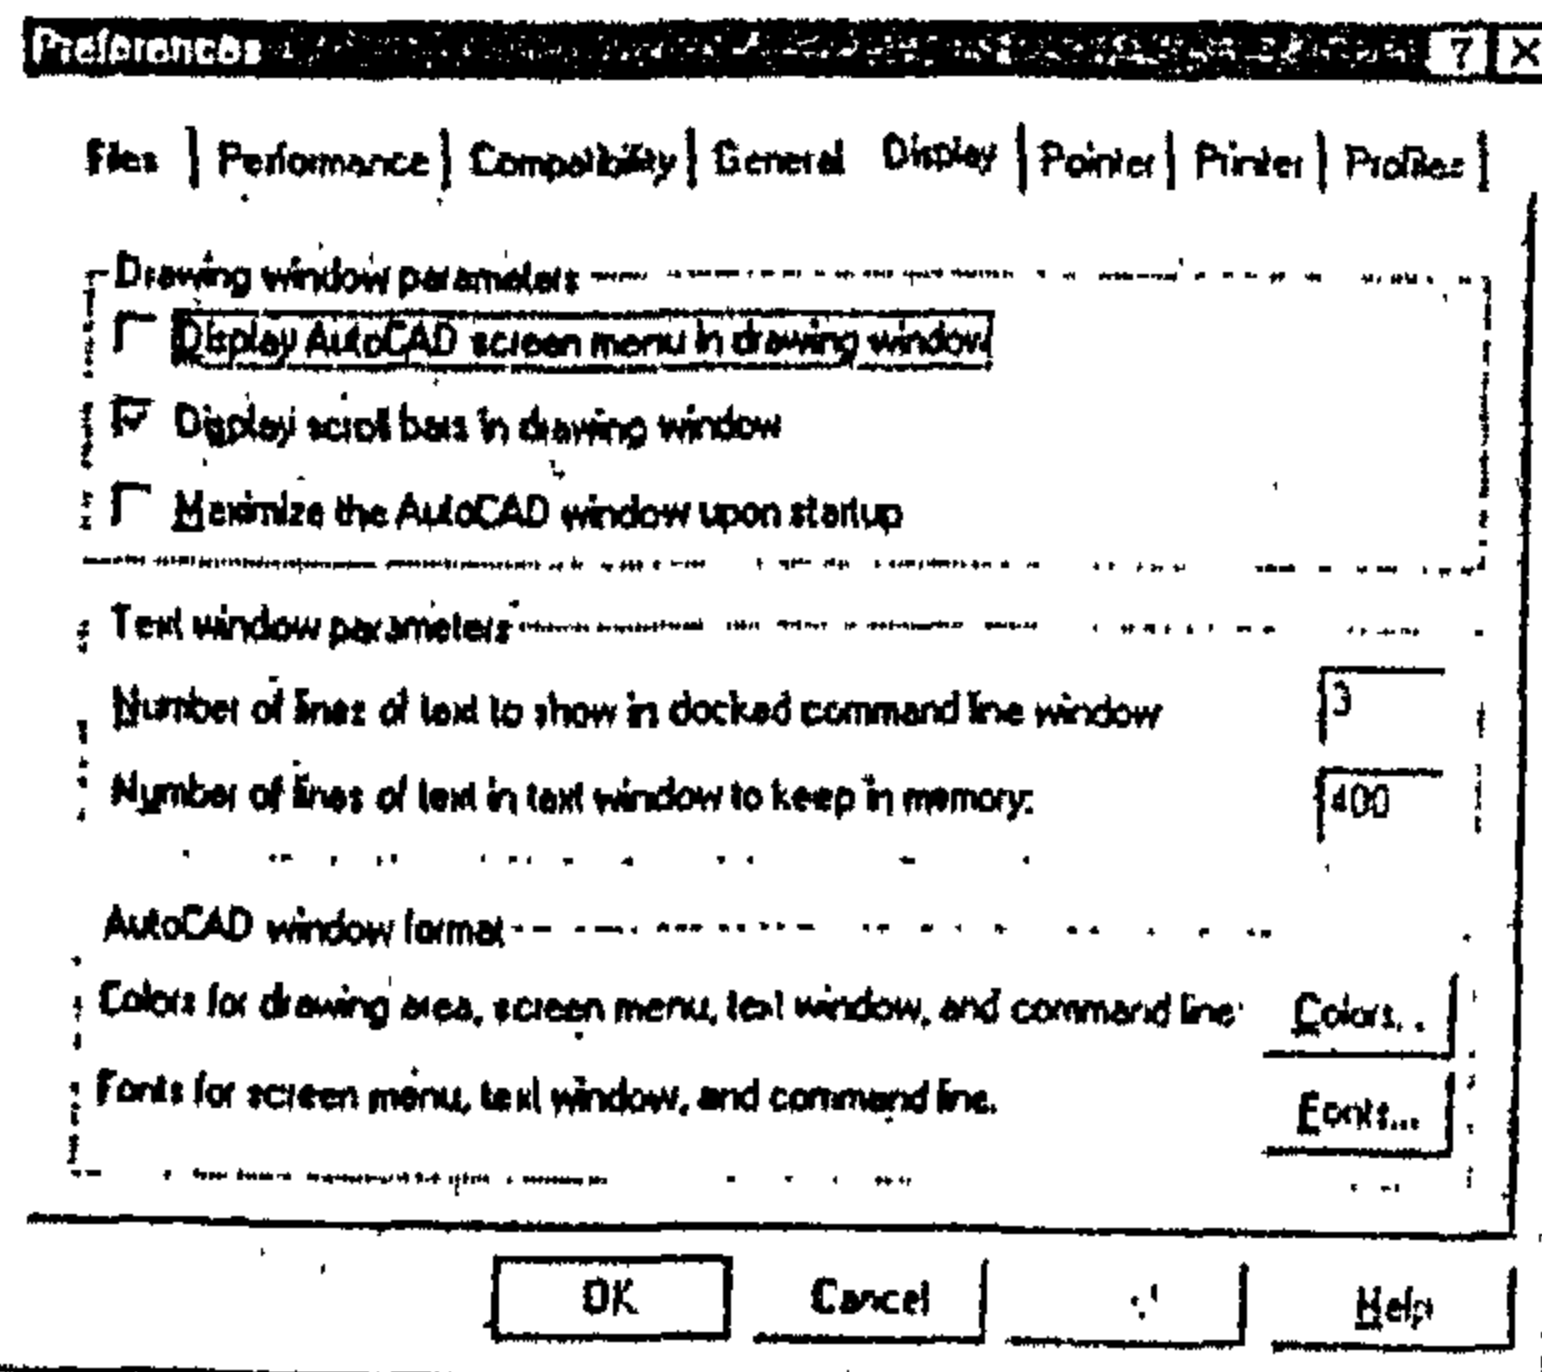 Preferences ? X
Files Performance Compatibility General Display Pointer Printer Profiles
Drawing window parameters
Display AutoCAD screen menu in drawing window
Display scroll bars in drawing window
Maximize the AutoCAD window upon startup
Text window parameters
Number of lines of text to show in docked command line window 3
Number of lines of text in text window to keep in memory: 400
AutoCAD window format
Colors for drawing area, screen menu, text window, and command line: Colors...
Fonts for screen menu, text window, and command line. Fonts...
OK Cancel Help